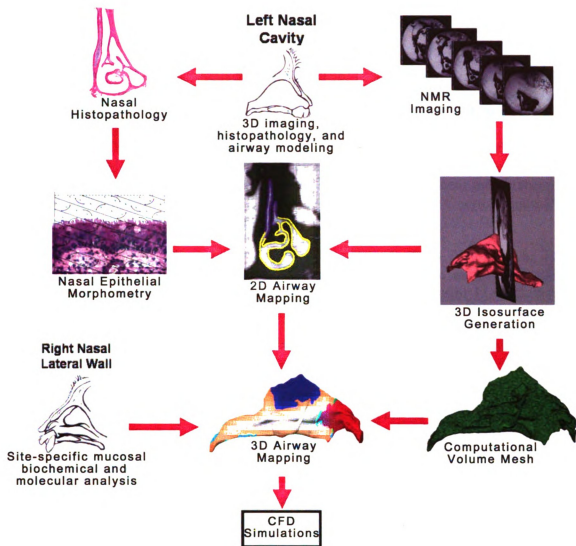 Left Nasal
Cavity
Nasal
Histopathology
3D imaging,
histopathology, and
airway modeling
NMR
Imaging
Nasal Epithelial
Morphometry
2D Airway
Mapping
3D Isosurface
Generation
Right Nasal
Lateral Wall
Site-specific mucosal
biochemical and
molecular analysis
3D Airway
Mapping
Computational
Volume Mesh
CFD
Simulations